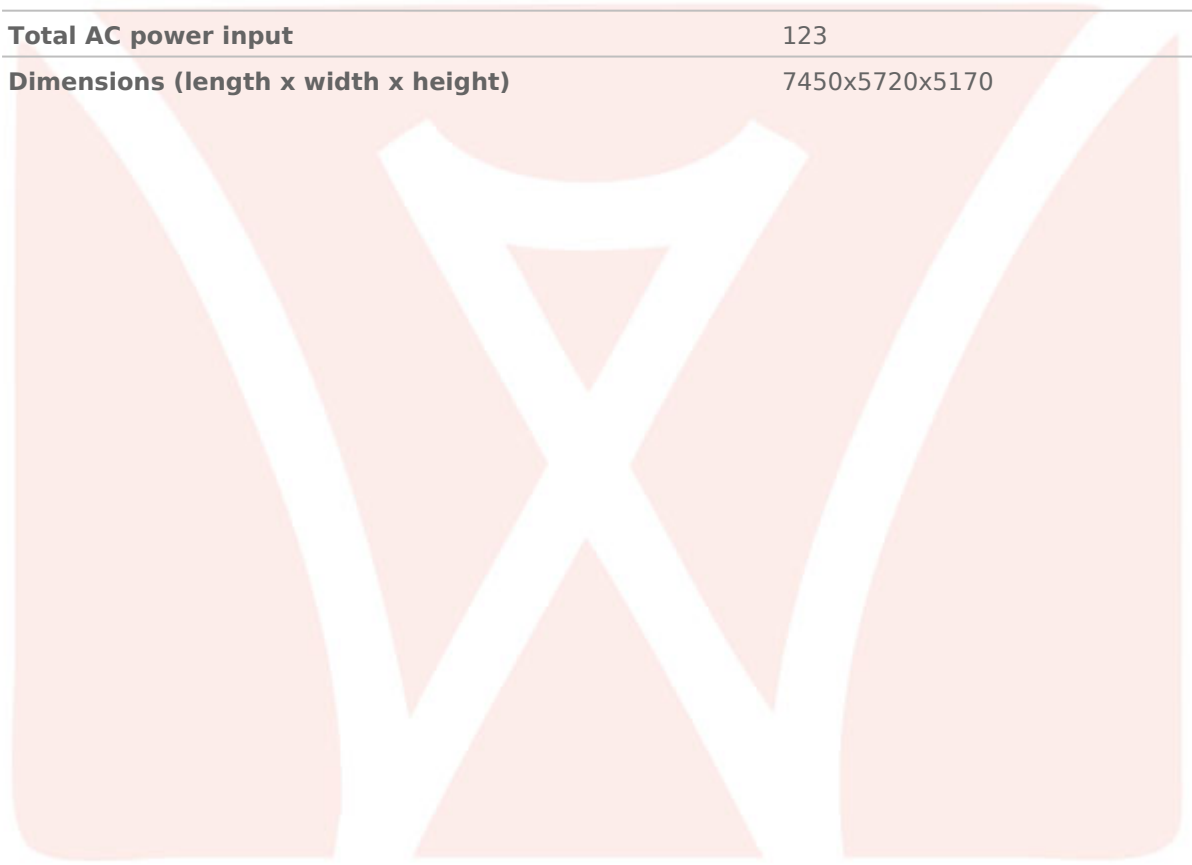 Total AC power input 123
Dimensions (length x width x height) 7450x5720x5170